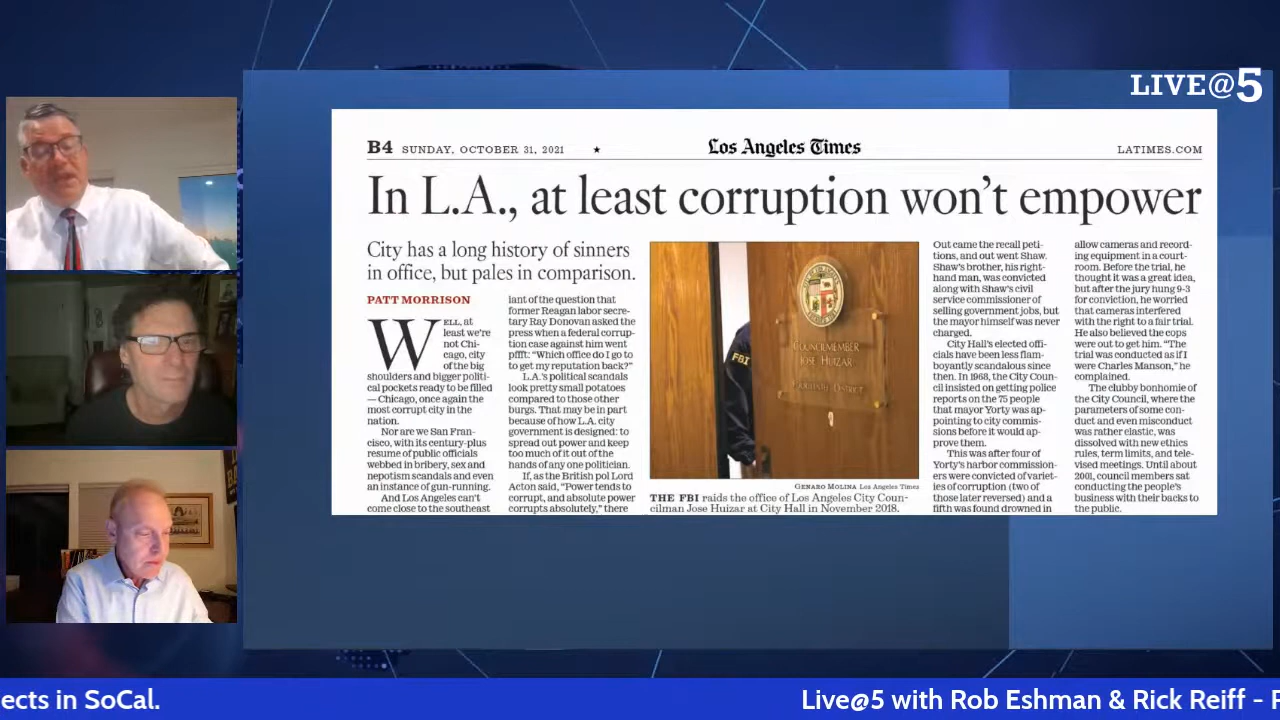 LIVE@5
B4 SUNDAY, OCTOBER 31, 2021 ★ Los Angeles Times LATIMES.COM
In L.A., at least corruption won't empower
City has a long history of sinners
in office, but pales in comparison.
PATT MORRISON
WELL, at
least we're
not Chi-
cago, city
of the big
shoulders and bigger politi-
cal pockets ready to be filled
— Chicago, once again the
most corrupt city in the
nation.
Nor are we San Fran-
cisco, with its century-plus
resume of public officials
webbed in bribery, sex and
nepotism scandals and even
an instance of gun-running.
And Los Angeles can't
come close to the southeast
iant of the question that
former Reagan labor secre-
tary Ray Donovan asked the
press when a federal corrup-
tion case against him went
pffft: "Which office do I go to
to get my reputation back?"
L.A.'s political scandals
look pretty small potatoes
compared to those other
burgs. That may be in part
because of how L.A. city
government is designed: to
spread out power and keep
too much of it out of the
hands of any one politician.
If, as the British pol Lord
Acton said, "Power tends to
corrupt, and absolute power
corrupts absolutely," there
FBI
COUNCILMEMBER
JOSE HUIZAR
DISTRICT
GENARO MOLINA Los Angeles Times
THE FBI raids the office of Los Angeles City Coun-
cilman Jose Huizar at City Hall in November 2018.
Out came the recall peti-
tions, and out went Shaw.
Shaw's brother, his right-
hand man, was convicted
along with Shaw's civil
service commissioner of
selling government jobs, but
the mayor himself was never
charged.
City Hall's elected offi-
cials have been less flam-
boyantly scandalous since
then. In 1968, the City Coun-
cil insisted on getting police
reports on the 75 people
that mayor Yorty was ap-
pointing to city commis-
sions before it would ap-
prove them.
This was after four of
Yorty's harbor commission-
ers were convicted of variet-
ies of corruption (two of
those later reversed) and a
fifth was found drowned in
allow cameras and record-
ing equipment in a court-
room. Before the trial, he
thought it was a great idea,
but after the jury hung 9-3
for conviction, he worried
that cameras interfered
with the right to a fair trial.
He also believed the cops
were out to get him. "The
trial was conducted as if I
were Charles Manson," he
complained.
The clubby bonhomie of
the City Council, where the
parameters of some con-
duct and even misconduct
was rather elastic, was
dissolved with new ethics
rules, term limits, and tele-
vised meetings. Until about
2001, council members sat
conducting the people's
business with their backs to
the public.
ects in SoCal. Live@5 with Rob Eshman & Rick Reiff -